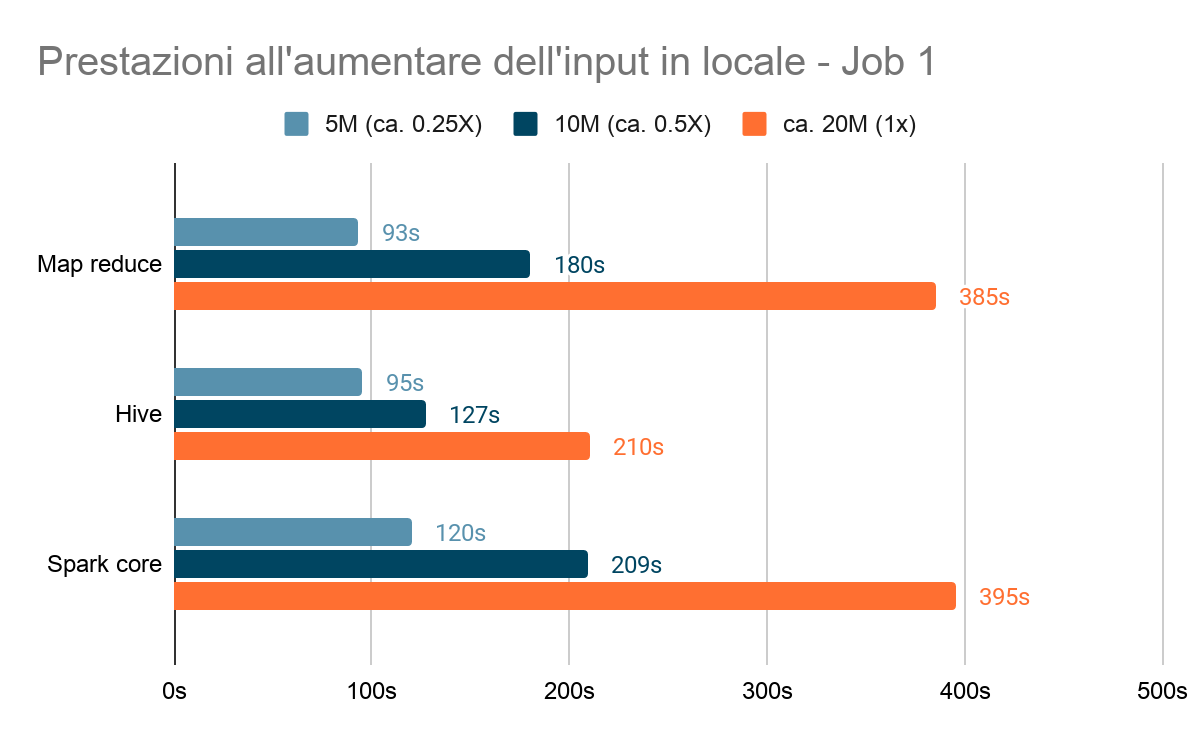 Prestazioni all'aumentare dell'input in locale - Job 1
5M (ca. 0.25X) 10M (ca. 0.5X) ca. 20M (1x)
93s
Map reduce 180s
385s
95s
Hive 127s
210s
120s
Spark core 209s
395s
0s 100s 200s 300s 400s 500s